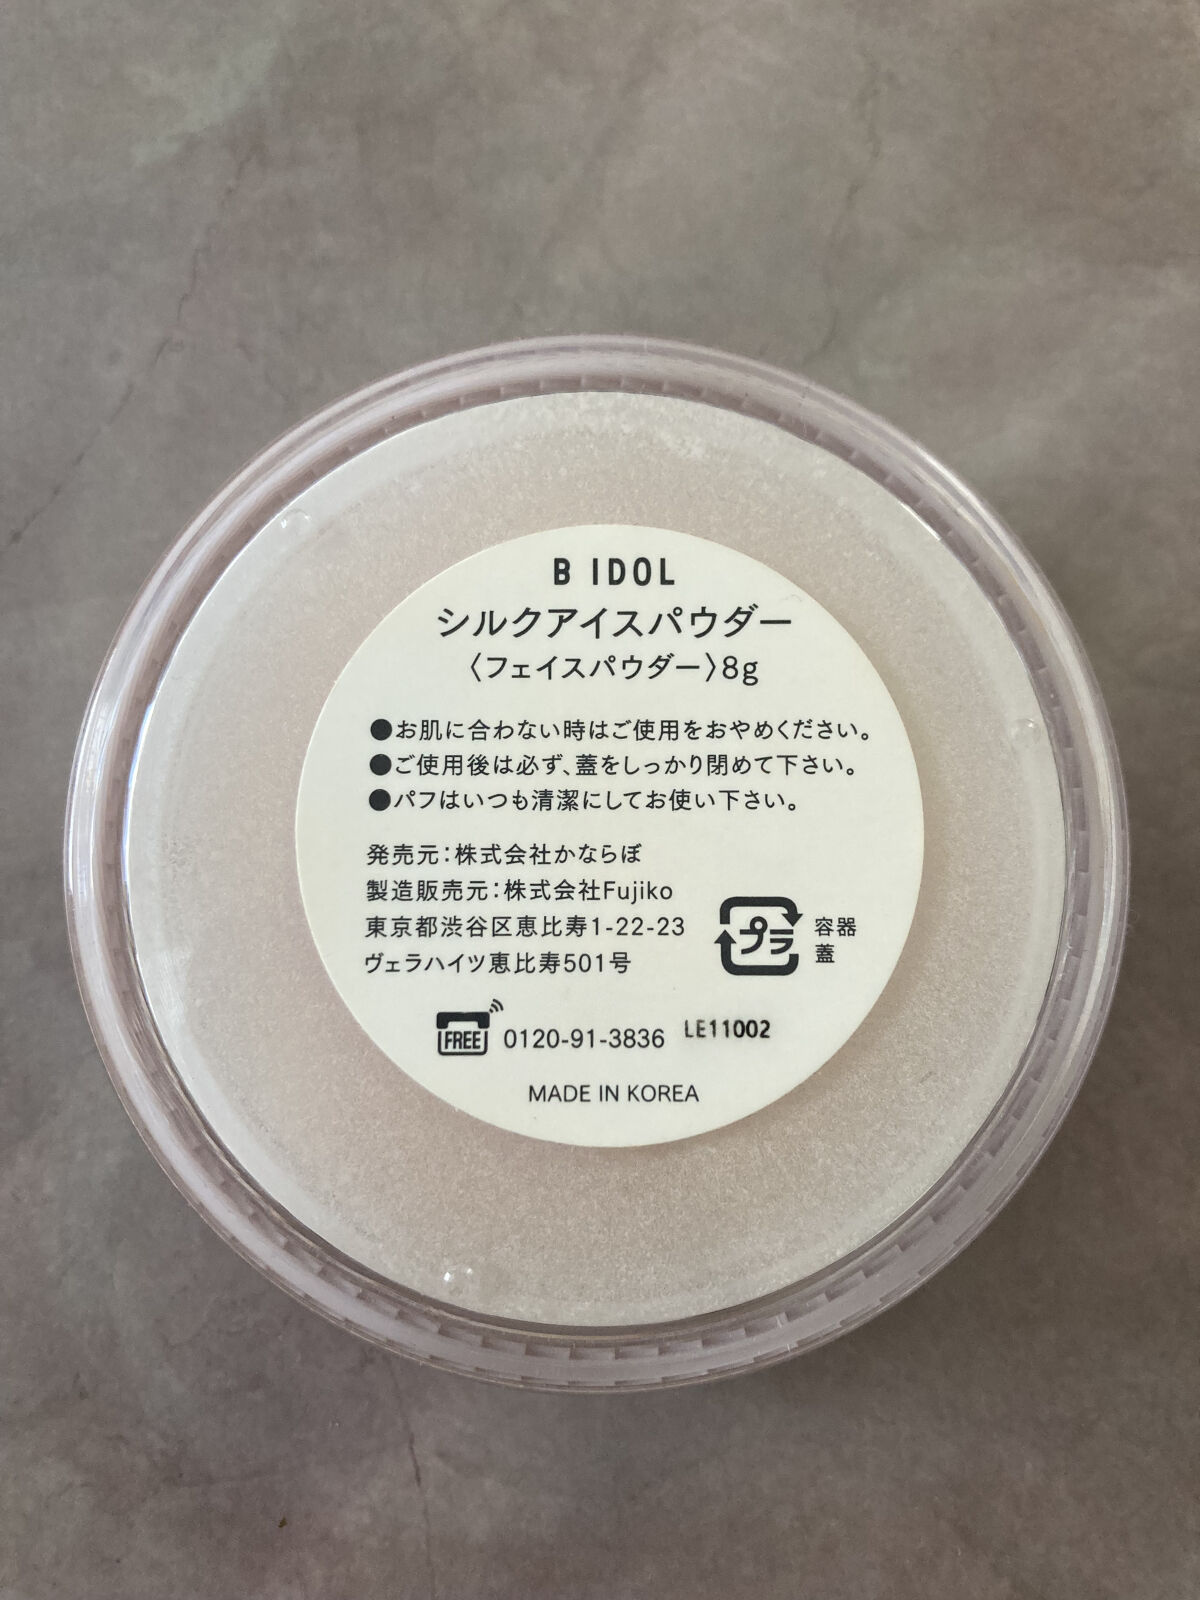 B IDOL
シルクアイスパウダー
〈フェイスパウダー〉8g
●お肌に合わない時はご使用をおやめください。
●ご使用後は必ず、蓋をしっかり閉めて下さい。
●パフはいつも清潔にしてお使い下さい。
発売元：株式会社かならぼ
製造販売元：株式会社Fujiko
東京都渋谷区恵比寿1-22-23
ヴェラハイツ恵比寿501号
プラ 容器
蓋
FREE 0120-91-3836 LE11002
MADE IN KOREA